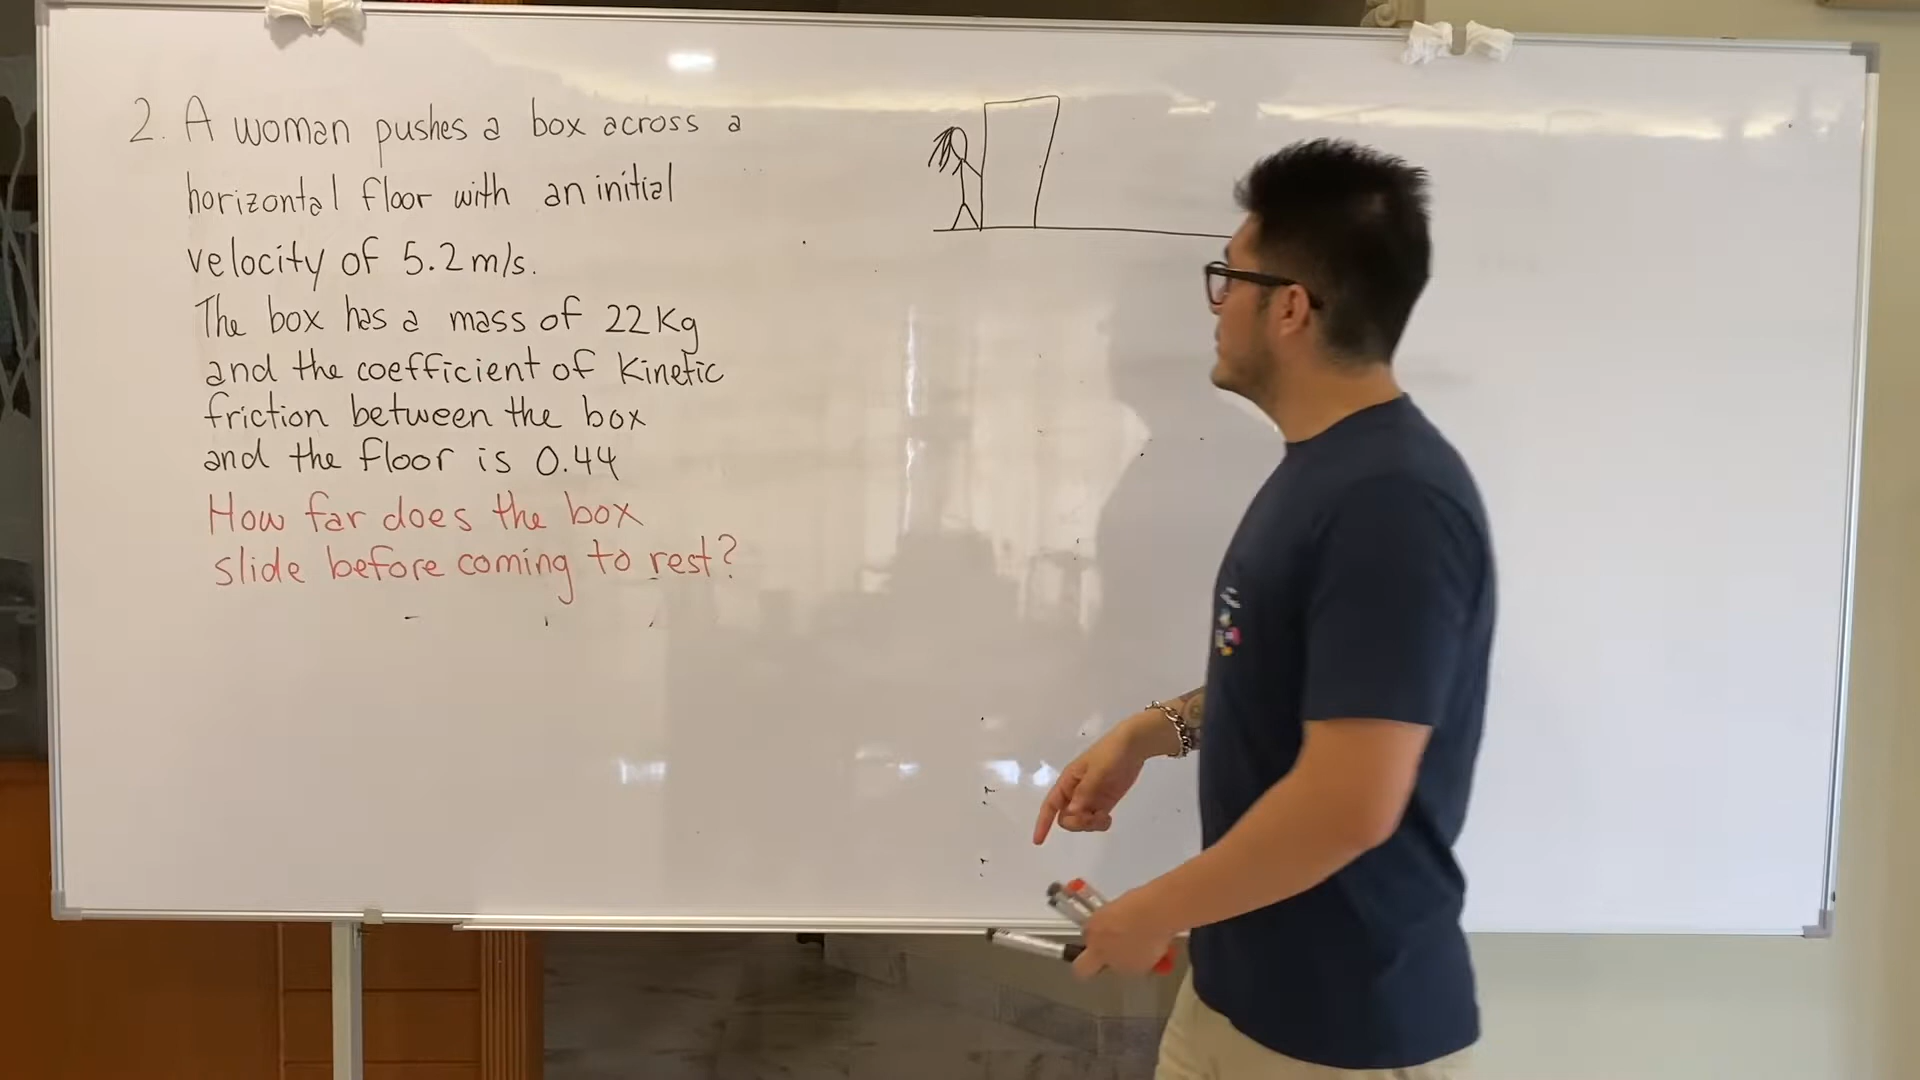 2. A woman pushes a box across a
horizontal floor with an initial
velocity of 5.2 m/s.
The box has a mass of 22 Kg
and the coefficient of Kinetic
friction between the box
and the floor is 0.44
How far does the box
slide before coming to rest?